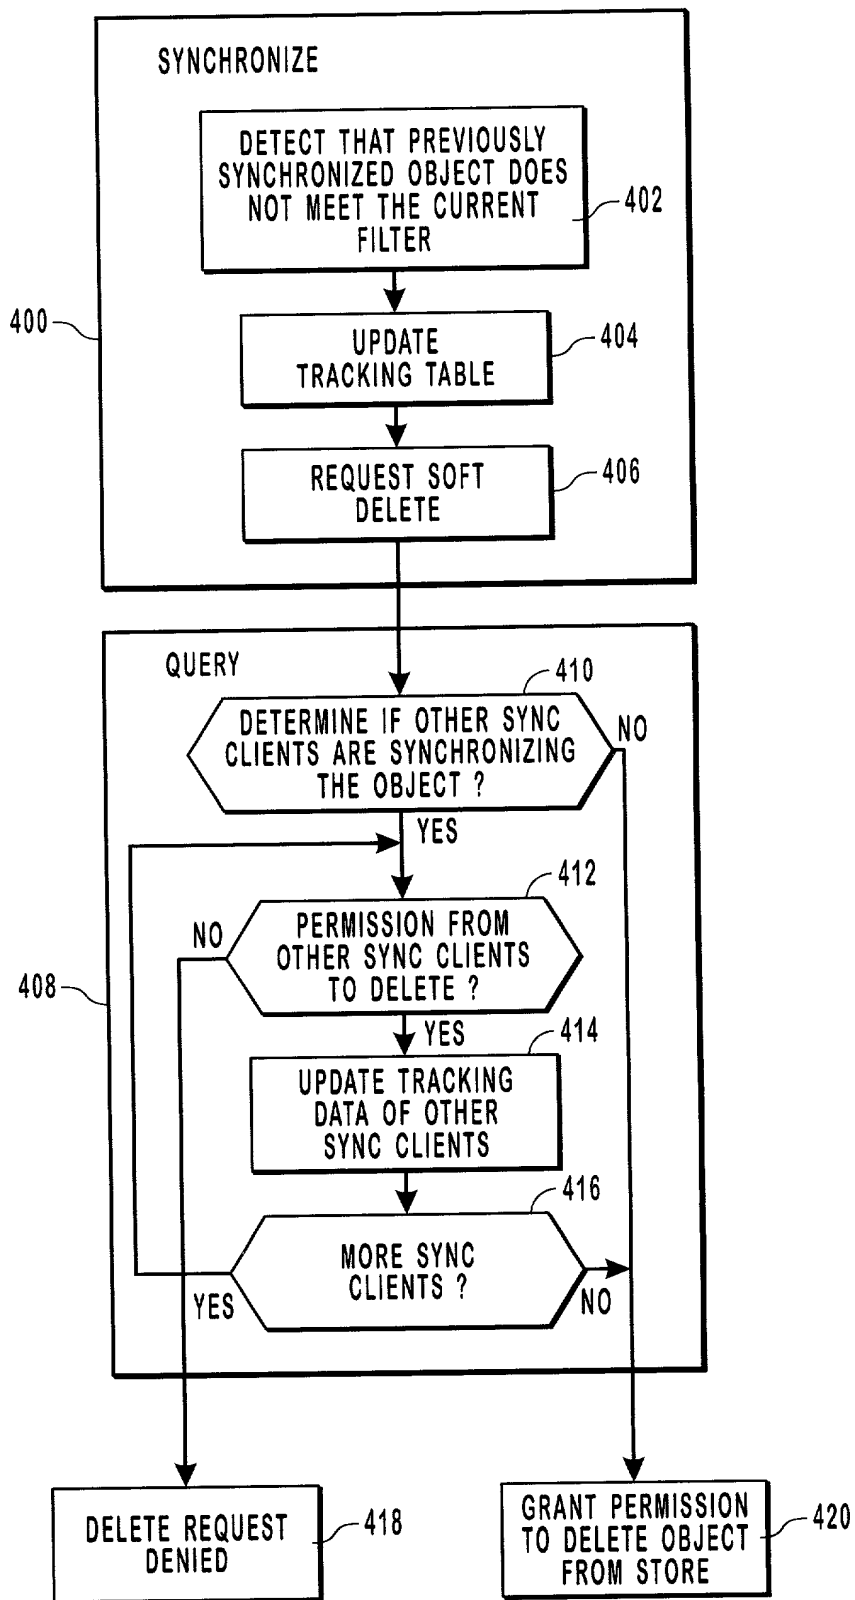 SYNCHRONIZE
DETECT THAT PREVIOUSLY
SYNCHRONIZED OBJECT DOES
NOT MEET THE CURRENT
FILTER
402
400
UPDATE
TRACKING TABLE
404
REQUEST SOFT
DELETE
406
QUERY
410
DETERMINE IF OTHER SYNC
CLIENTS ARE SYNCHRONIZING
THE OBJECT ?
NO
YES
412
PERMISSION FROM
OTHER SYNC CLIENTS
TO DELETE ?
NO
408
YES
414
UPDATE TRACKING
DATA OF OTHER
SYNC CLIENTS
416
MORE SYNC
CLIENTS ?
YES
NO
DELETE REQUEST
DENIED
418
GRANT PERMISSION
TO DELETE OBJECT
FROM STORE
420